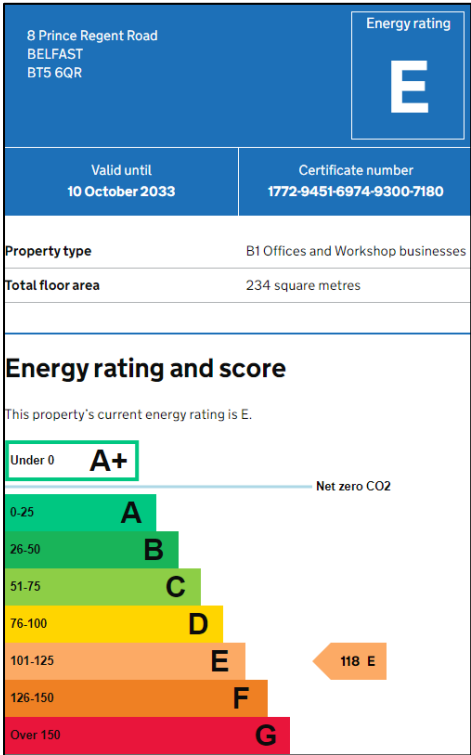 8 Prince Regent Road
BELFAST
BT5 6QR
Energy rating
E
Valid until
10 October 2033
Certificate number
1772-9451-6974-9300-7180
Property type B1 Offices and Workshop businesses
Total floor area 234 square metres
Energy rating and score
This property's current energy rating is E.
Under 0 A+
Net zero CO2
0-25 A
26-50 B
51-75 C
76-100 D
101-125 E 118 E
126-150 F
Over 150 G